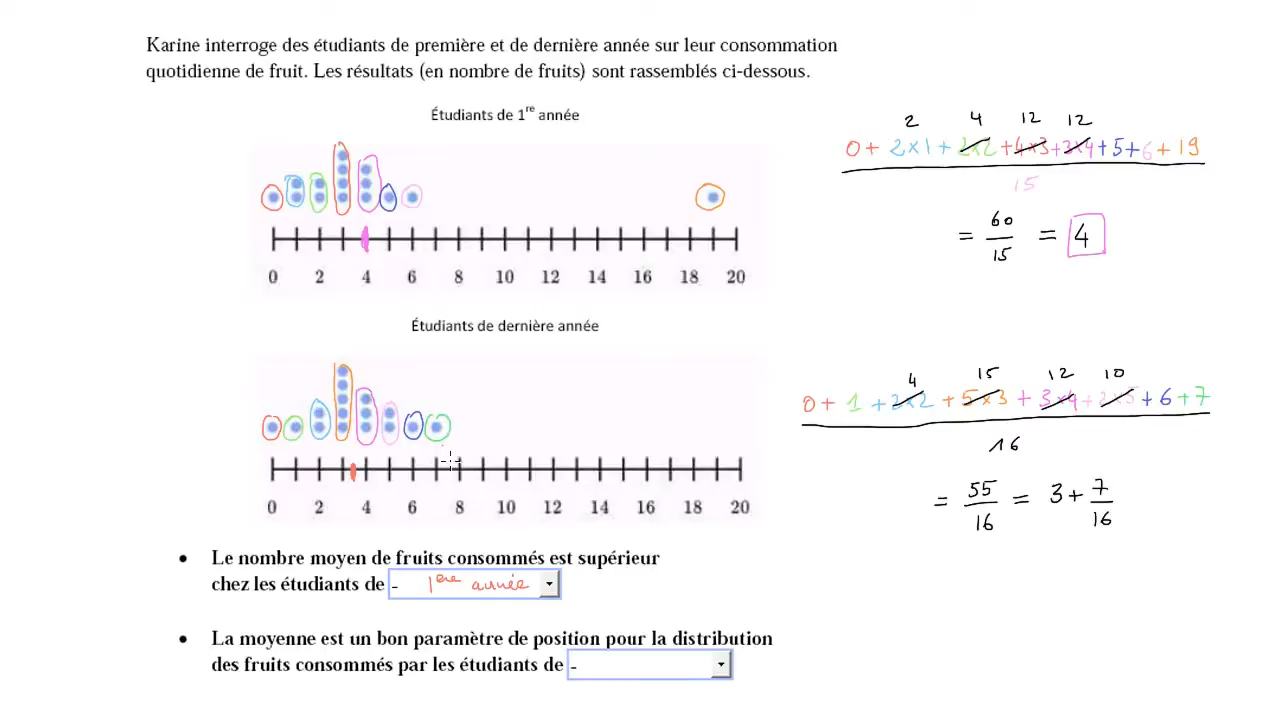 Karine interroge des étudiants de première et de dernière année sur leur consommation
quotidienne de fruit. Les résultats (en nombre de fruits) sont rassemblés ci-dessous.
Étudiants de 1re année
0 2 4 6 8 10 12 14 16 18 20
2 4 12 12
0 + 2×1 + 2×2 + 4×3 + 3×4 + 5 + 6 + 19
15
= 60/15 = 4
Étudiants de dernière année
0 2 4 6 8 10 12 14 16 18 20
4 15 12 10
0 + 1 + 2×2 + 5×3 + 3×4 + 2×5 + 6 + 7
16
= 55/16 = 3 + 7/16
• Le nombre moyen de fruits consommés est supérieur
chez les étudiants de - 1ere année
• La moyenne est un bon paramètre de position pour la distribution
des fruits consommés par les étudiants de -